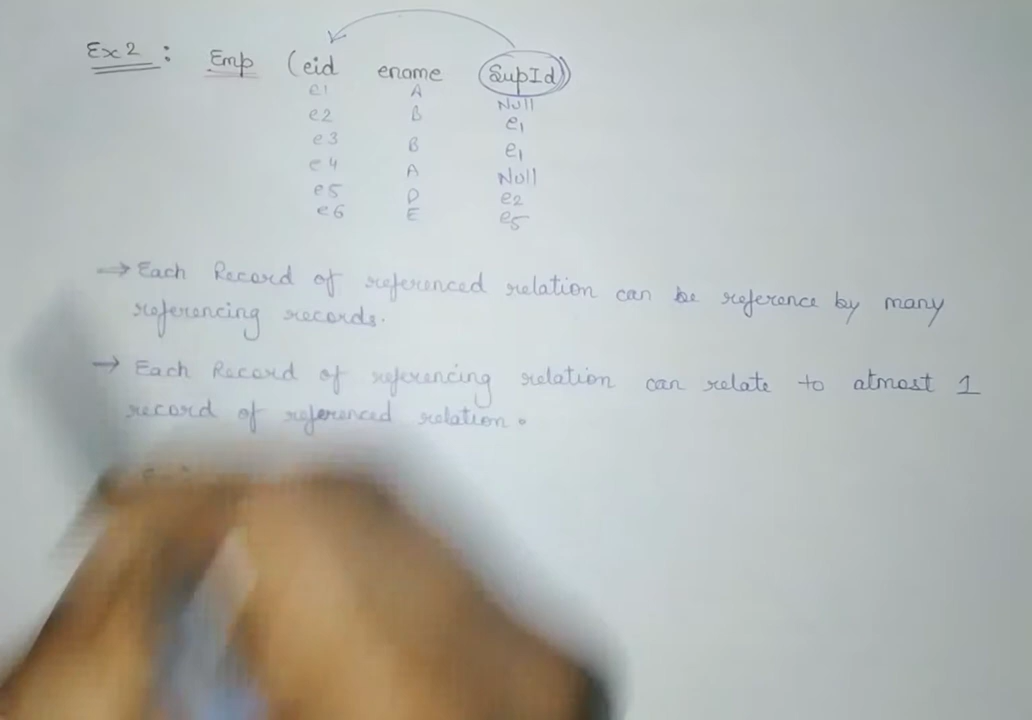 Ex2 : Emp (eid ename SupId)
e1 A Null
e2 B e1
e3 B e1
e4 A Null
e5 D e2
e6 E e5
→ Each Record of referenced relation can be reference by many
referencing records.
→ Each Record of referencing relation can relate to atmost 1
record of referenced relation.